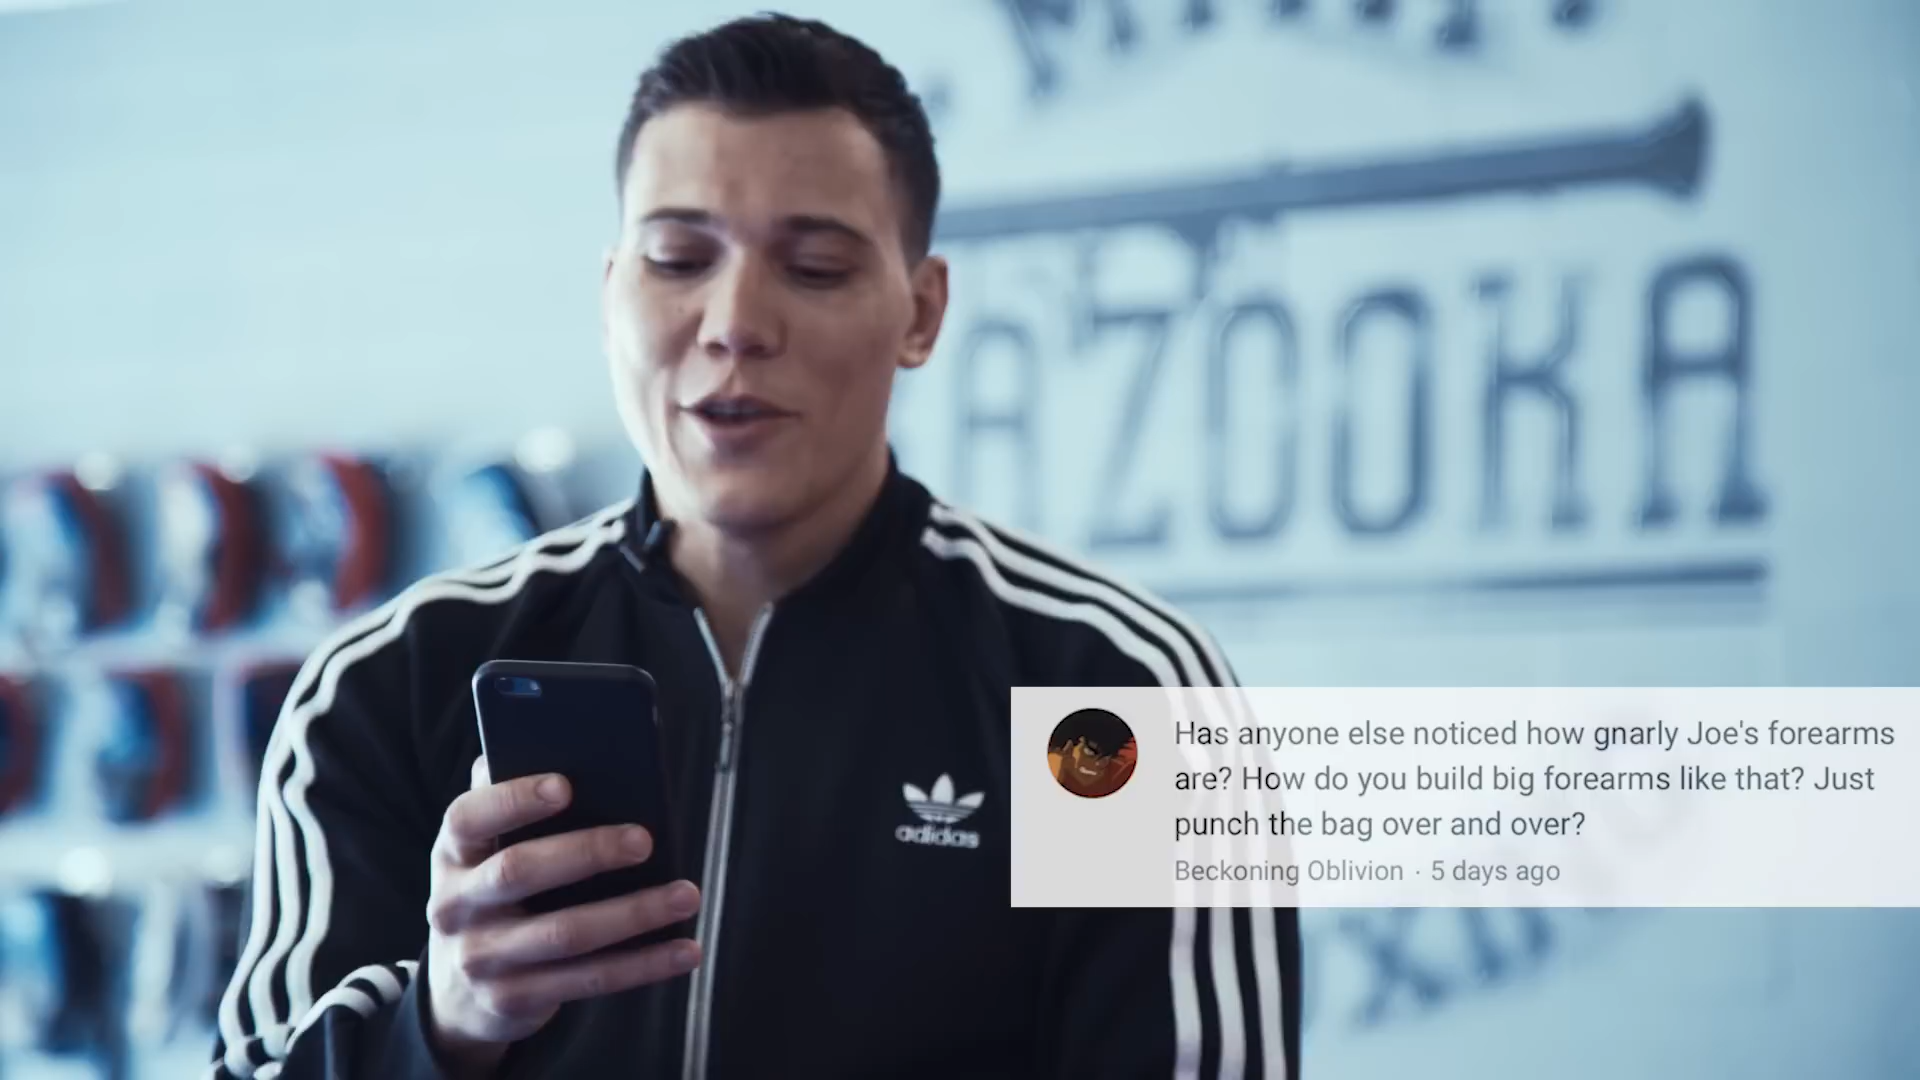 KAZOOKA
adidas
Has anyone else noticed how gnarly Joe's forearms
are? How do you build big forearms like that? Just
punch the bag over and over?
Beckoning Oblivion · 5 days ago